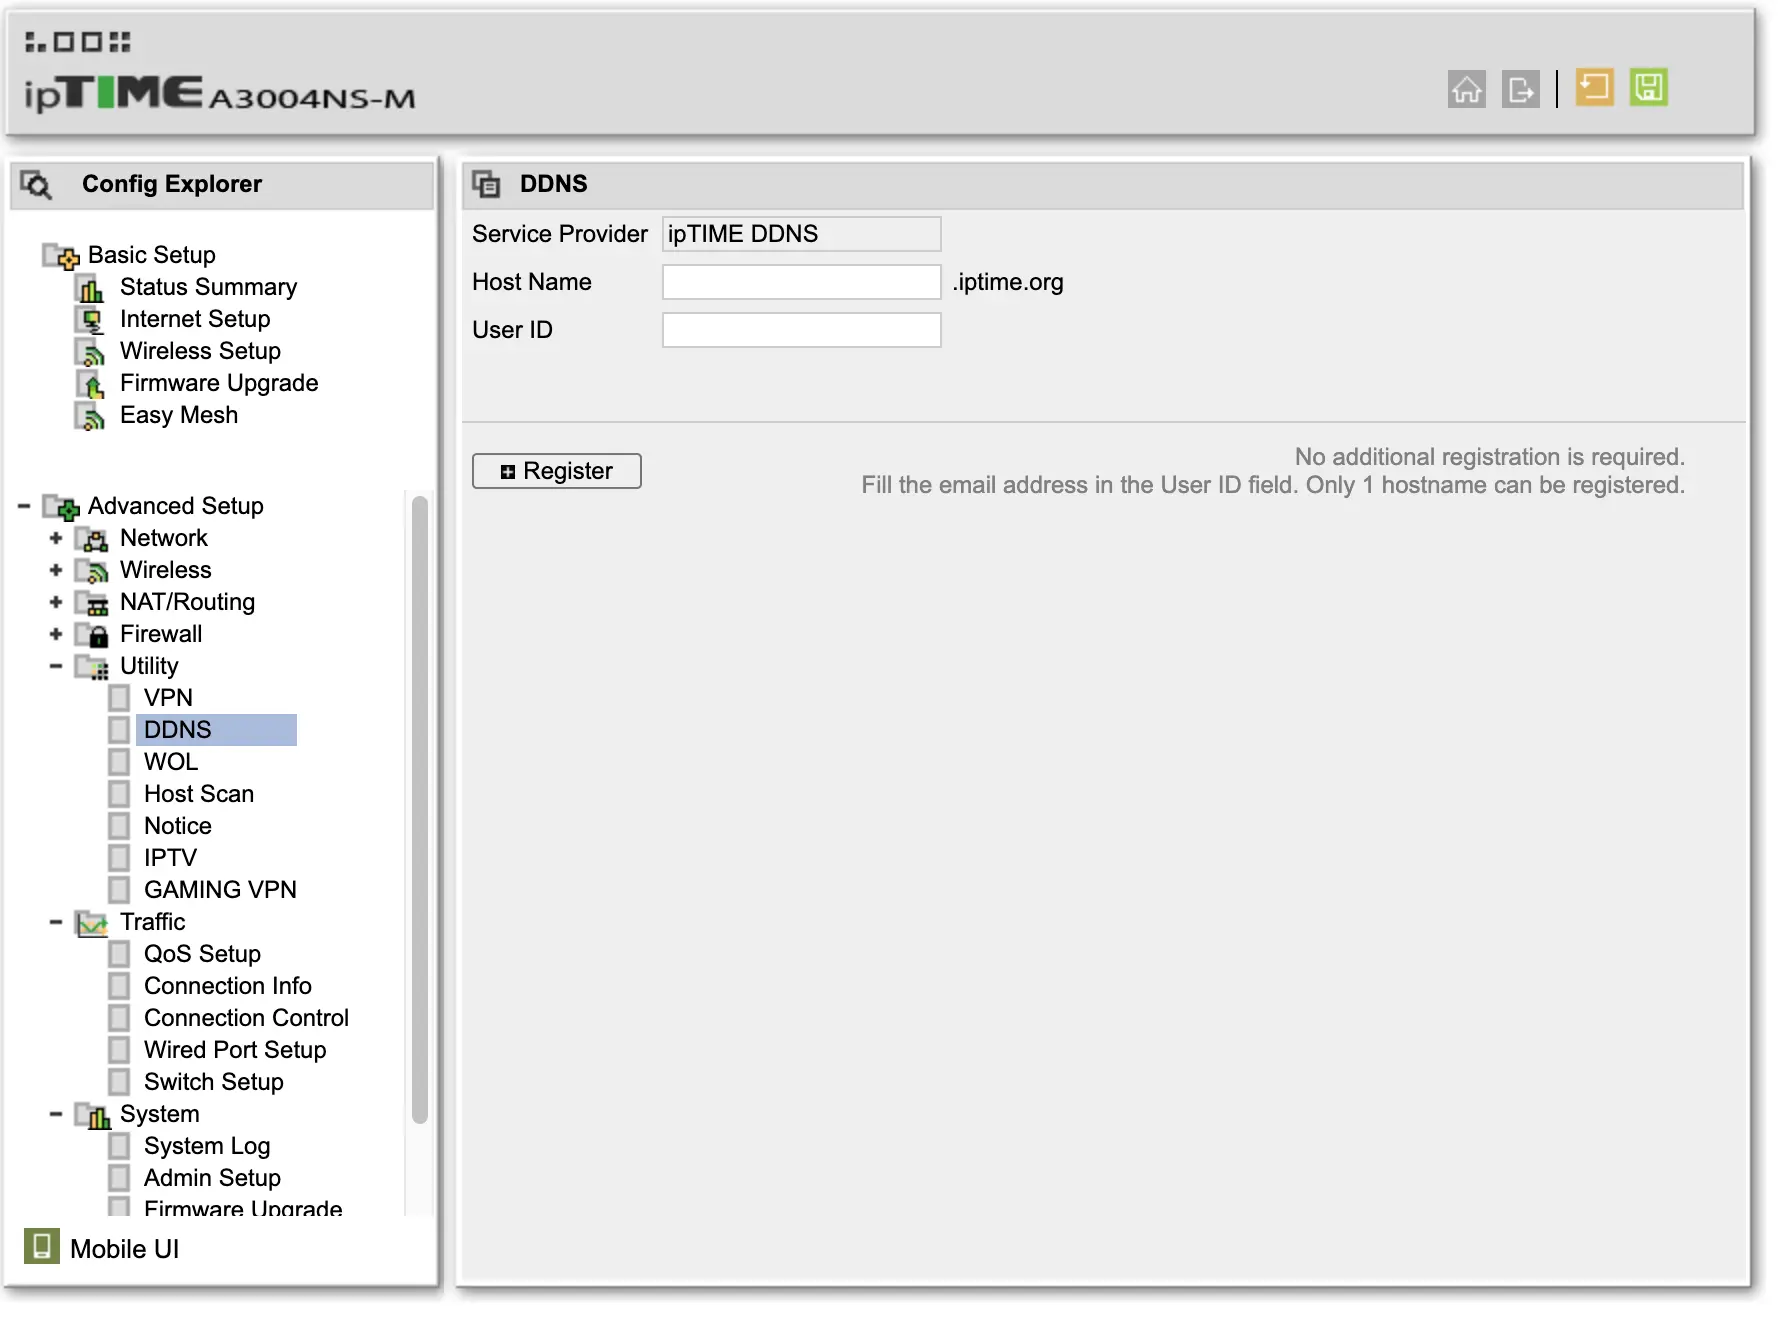 ipTIME A3004NS-M
Config Explorer
Basic Setup
Status Summary
Internet Setup
Wireless Setup
Firmware Upgrade
Easy Mesh
Advanced Setup
Network
Wireless
NAT/Routing
Firewall
Utility
VPN
DDNS
WOL
Host Scan
Notice
IPTV
GAMING VPN
Traffic
QoS Setup
Connection Info
Connection Control
Wired Port Setup
Switch Setup
System
System Log
Admin Setup
Firmware Upgrade
Mobile UI
DDNS
Service Provider ipTIME DDNS
Host Name .iptime.org
User ID
Register
No additional registration is required.
Fill the email address in the User ID field. Only 1 hostname can be registered.